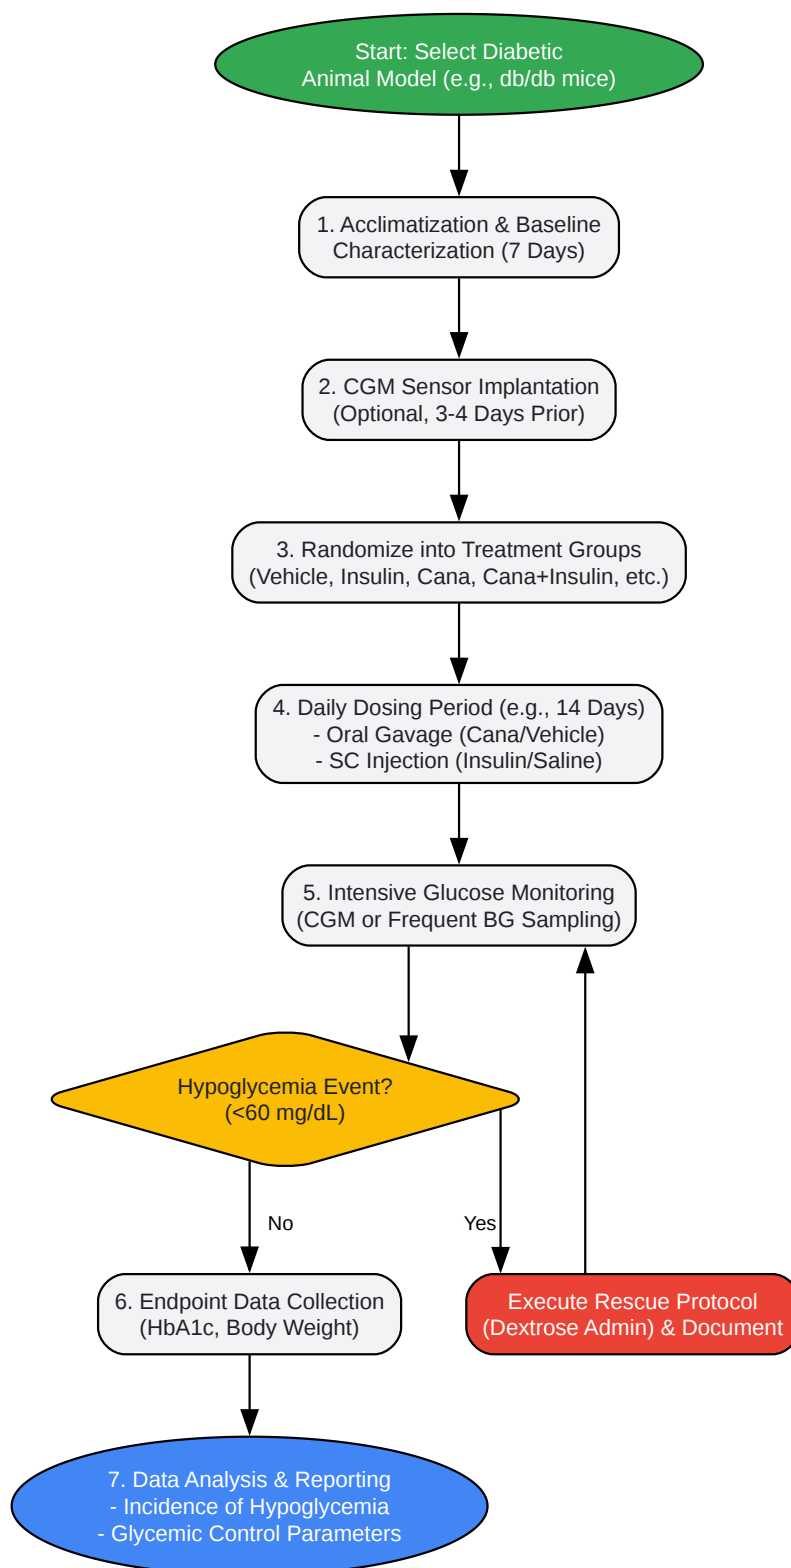 Start: Select Diabetic
Animal Model (e.g., db/db mice)
1. Acclimatization & Baseline
Characterization (7 Days)
2. CGM Sensor Implantation
(Optional, 3-4 Days Prior)
3. Randomize into Treatment Groups
(Vehicle, Insulin, Cana, Cana+Insulin, etc.)
4. Daily Dosing Period (e.g., 14 Days)
- Oral Gavage (Cana/Vehicle)
- SC Injection (Insulin/Saline)
5. Intensive Glucose Monitoring
(CGM or Frequent BG Sampling)
Hypoglycemia Event?
(<60 mg/dL)
No
Yes
6. Endpoint Data Collection
(HbA1c, Body Weight)
Execute Rescue Protocol
(Dextrose Admin) & Document
7. Data Analysis & Reporting
- Incidence of Hypoglycemia
- Glycemic Control Parameters